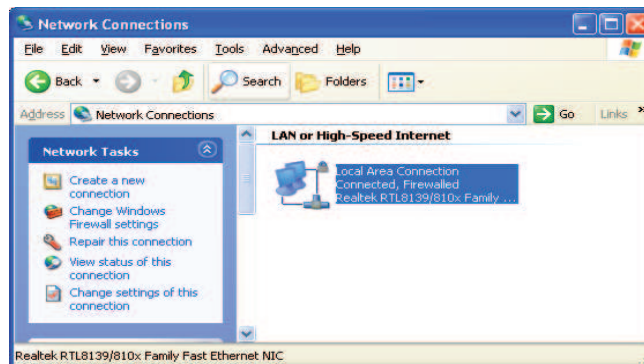 Network Connections
File Edit View Favorites Tools Advanced Help
Back Search Folders
Address Network Connections Go Links »
Network Tasks
Create a new
connection
Change Windows
Firewall settings
Repair this connection
View status of this
connection
Change settings of this
connection
LAN or High-Speed Internet
Local Area Connection
Connected, Firewalled
Realtek RTL8139/810x Family ...
Realtek RTL8139/810x Family Fast Ethernet NIC